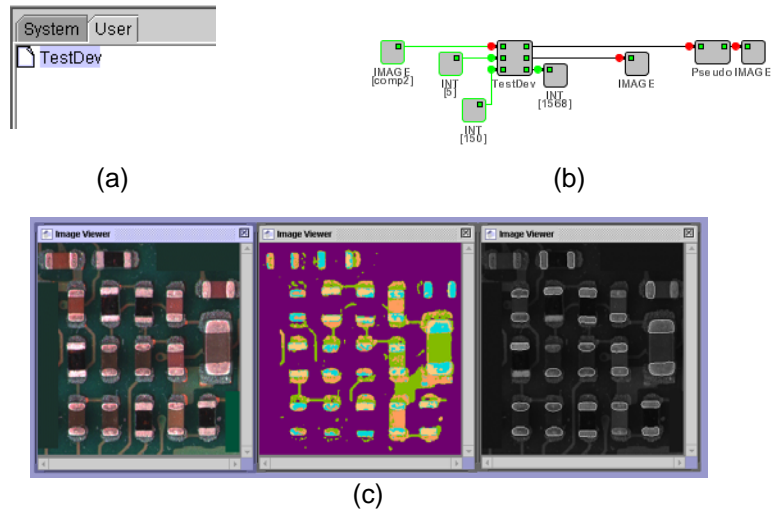 System User
TestDev
IMAGE
[comp2]
INT
[5]
TestDev
INT
[1568]
IMAGE
Pseudo IMAGE
INT
[150]
(a)
(b)
Image Viewer
Image Viewer
Image Viewer
(c)